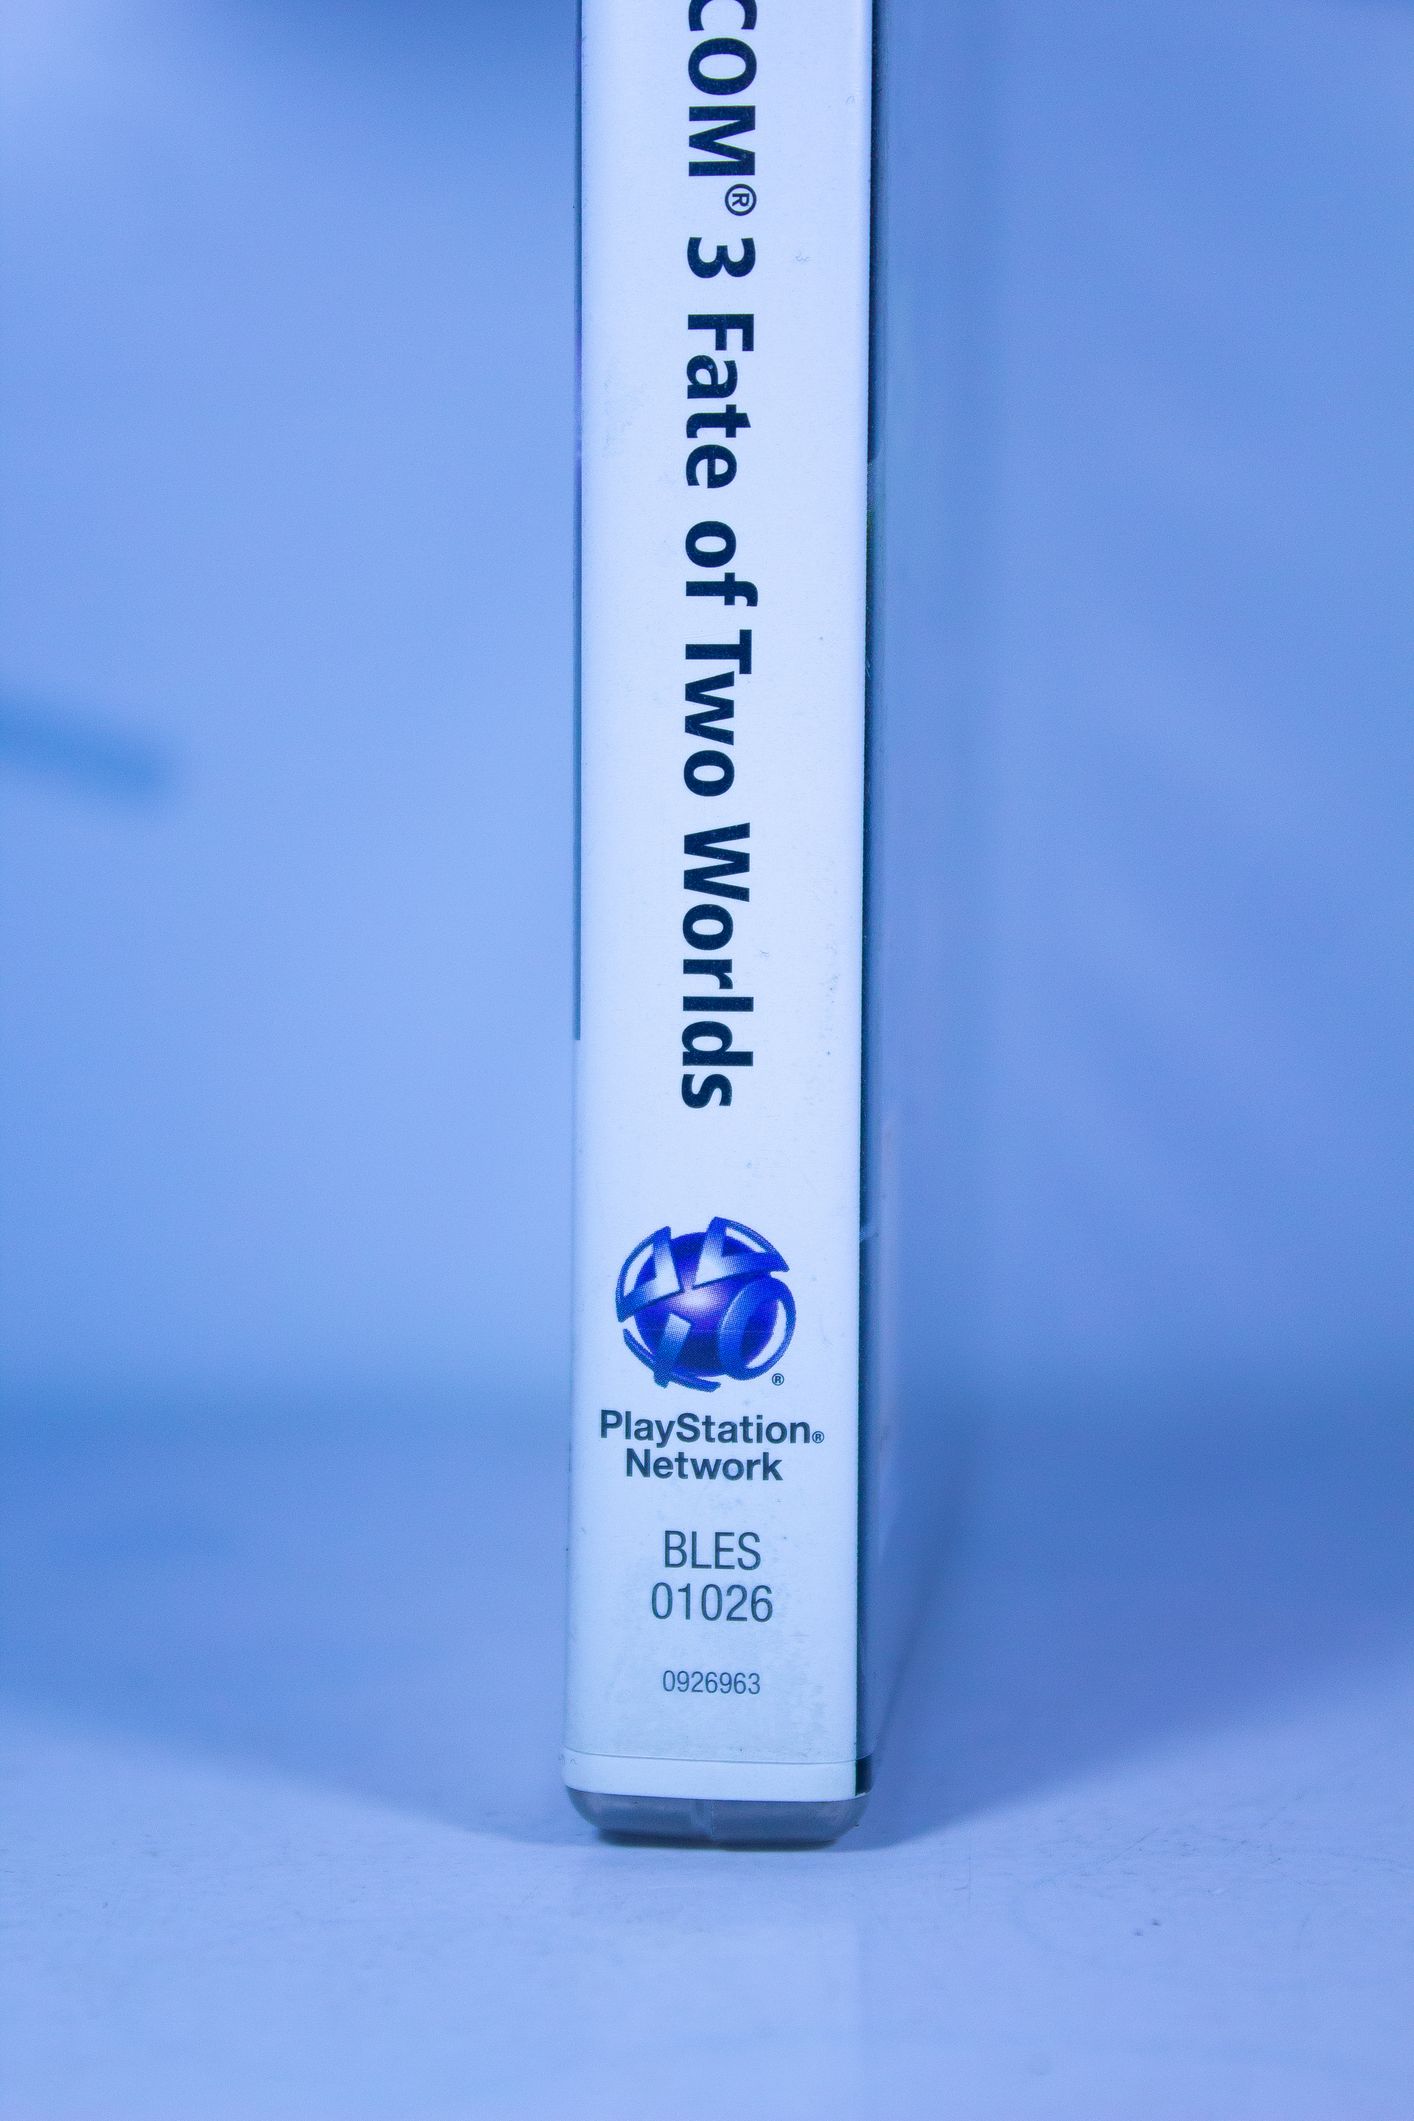 COM® 3 Fate of Two Worlds
PlayStation®
Network
BLES
01026
0926963